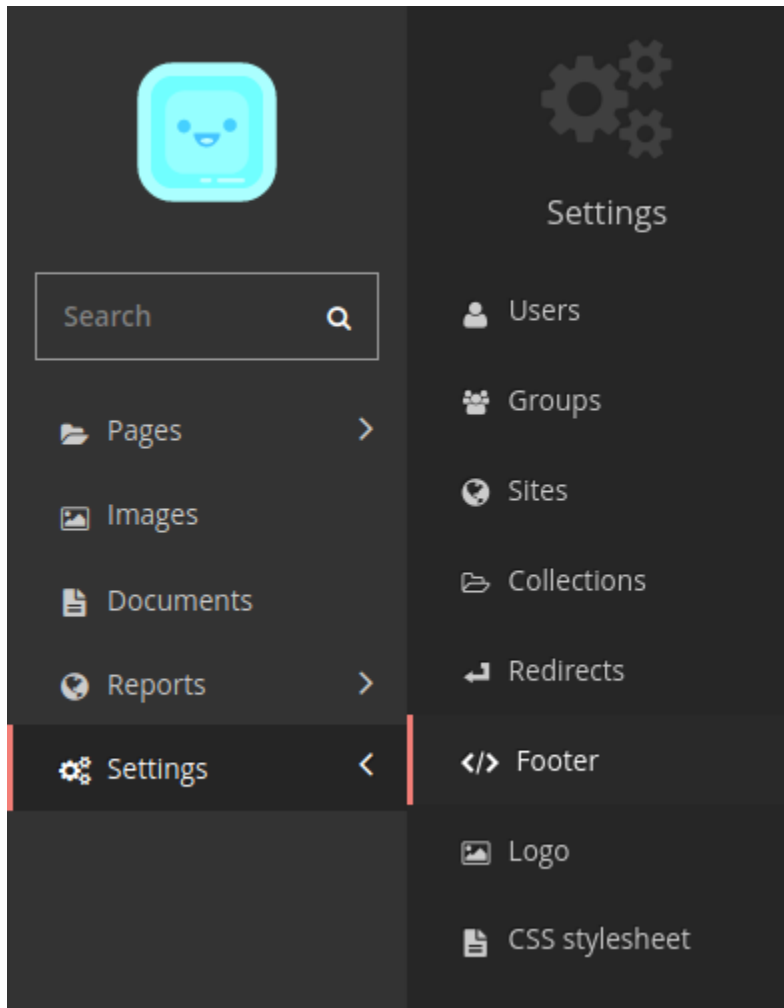 Search
Pages
Images
Documents
Reports
Settings
Settings
Users
Groups
Sites
Collections
Redirects
Footer
Logo
CSS stylesheet